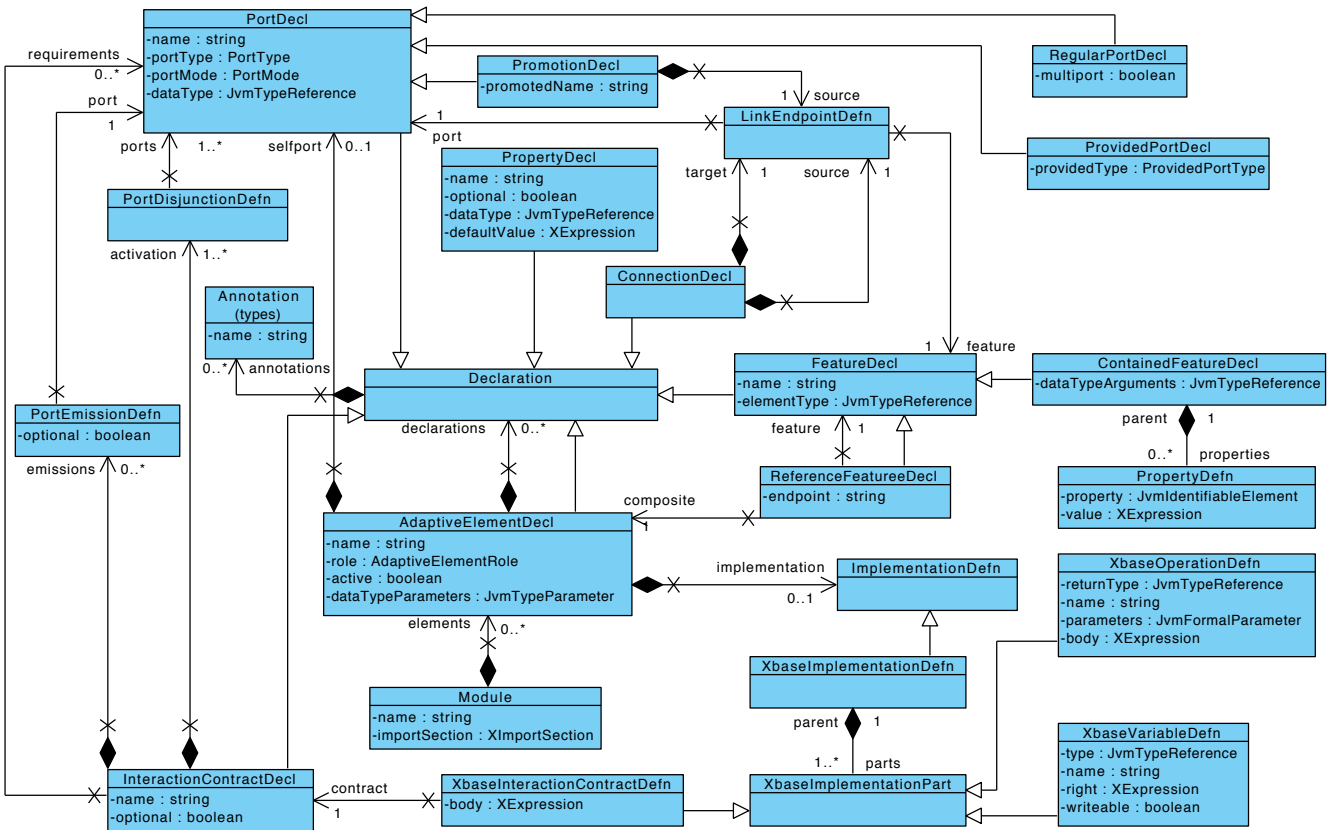 PortDecl
-name : string
-portType : PortType
-portMode : PortMode
-dataType : JvmTypeReference
requirements
0..*
port
1
ports
1..*
selfport
0..1
PromotionDecl
-promotedName : string
1
source
RegularPortDecl
-multiport : boolean
LinkEndpointDefn
1
port
ProvidedPortDecl
-providedType : ProvidedPortType
PropertyDecl
-name : string
-optional : boolean
-dataType : JvmTypeReference
-defaultValue : XExpression
target
1
source
1
PortDisjunctionDefn
activation
1..*
ConnectionDecl
Annotation
(types)
-name : string
0..*
annotations
Declaration
declarations
0..*
1
feature
FeatureDecl
-name : string
-elementType : JvmTypeReference
feature
1
ContainedFeatureDecl
-dataTypeArguments : JvmTypeReference
parent
1
0..*
properties
PortEmissionDefn
-optional : boolean
emissions
0..*
ReferenceFeatureeDecl
-endpoint : string
composite
1
PropertyDefn
-property : JvmIdentifiableElement
-value : XExpression
AdaptiveElementDecl
-name : string
-role : AdaptiveElementRole
-active : boolean
-dataTypeParameters : JvmTypeParameter
implementation
0..1
ImplementationDefn
XbaseOperationDefn
-returnType : JvmTypeReference
-name : string
-parameters : JvmFormalParameter
-body : XExpression
elements
0..*
XbaseImplementationDefn
Module
-name : string
-importSection : XImportSection
parent
1
1..*
parts
XbaseVariableDefn
-type : JvmTypeReference
-name : string
-right : XExpression
-writeable : boolean
InteractionContractDecl
-name : string
-optional : boolean
contract
1
XbaseInteractionContractDefn
-body : XExpression
XbaseImplementationPart